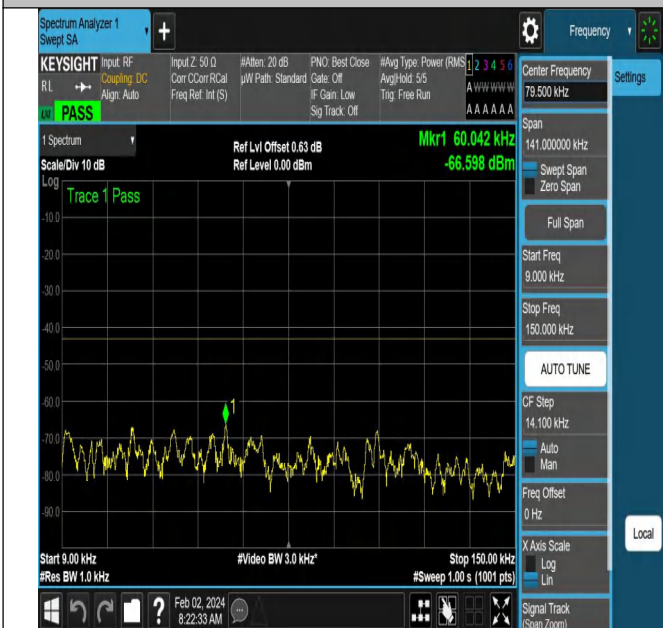 Spectrum Analyzer 1
Swept SA
Frequency
KEYSIGHT
Input: RF
Coupling: DC
Align: Auto
Input Z: 50 Ω
Corr CCorr RCal
Freq Ref: Int (S)
#Atten: 20 dB
µW Path: Standard
PNO: Best Close
Gate: Off
IF Gain: Low
Sig Track: Off
#Avg Type: Power (RMS
Avg|Hold: 5/5
Trig: Free Run
1 2 3 4 5 6
A W W W W W
A A A A A A
R L
LXI
PASS
1 Spectrum
Scale/Div 10 dB
Ref Lvl Offset 0.63 dB
Ref Level 0.00 dBm
Mkr1 60.042 kHz
-66.598 dBm
Log
Trace 1 Pass
-10.0
-20.0
-30.0
-40.0
-50.0
-60.0
-70.0
-80.0
-90.0
1
Start 9.00 kHz
#Res BW 1.0 kHz
#Video BW 3.0 kHz*
Stop 150.00 kHz
#Sweep 1.00 s (1001 pts)
Feb 02, 2024
8:22:33 AM
Center Frequency
79.500 kHz
Settings
Span
141.000000 kHz
Swept Span
Zero Span
Full Span
Start Freq
9.000 kHz
Stop Freq
150.000 kHz
AUTO TUNE
CF Step
14.100 kHz
Auto
Man
Freq Offset
0 Hz
X Axis Scale
Log
Lin
Local
Signal Track
(Span Zoom)